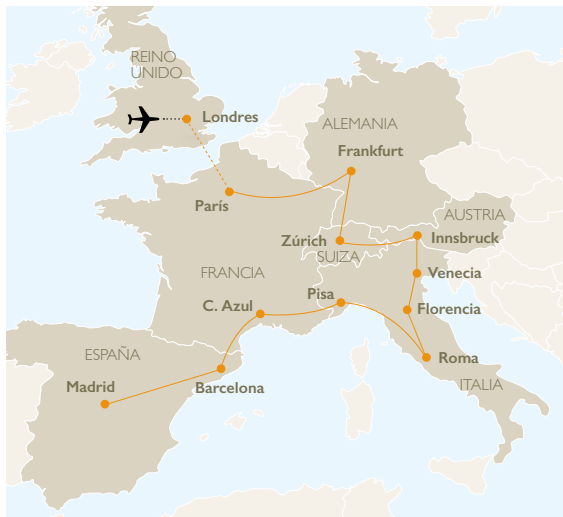 REINO
UNIDO
Londres
ALEMANIA
Frankfurt
París
AUSTRIA
Innsbruck
Zúrich
SUIZA
FRANCIA
Venecia
Pisa
C. Azul
Florencia
ESPAÑA
Roma
Madrid
Barcelona
ITALIA